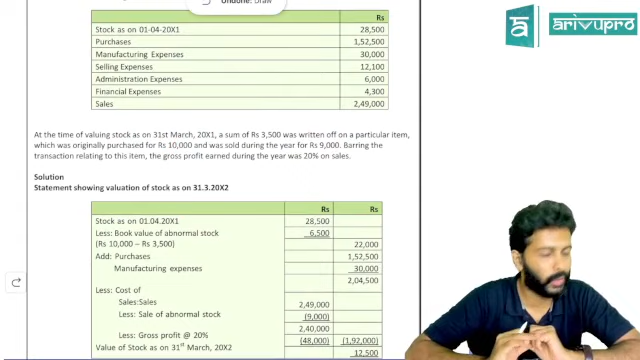 Undone: Draw
ARIVUPRO
Rs
Stock as on 01-04-20X1 28,500
Purchases 1,52,500
Manufacturing Expenses 30,000
Selling Expenses 12,100
Administration Expenses 6,000
Financial Expenses 4,300
Sales 2,49,000
At the time of valuing stock as on 31st March, 20X1, a sum of Rs 3,500 was written off on a particular item,
which was originally purchased for Rs 10,000 and was sold during the year for Rs 9,000. Barring the
transaction relating to this item, the gross profit earned during the year was 20% on sales.
Solution
Statement showing valuation of stock as on 31.3.20X2
Rs Rs
Stock as on 01.04.20X1 28,500
Less: Book value of abnormal stock 6,500
(Rs 10,000 – Rs 3,500) 22,000
Add: Purchases 1,52,500
Manufacturing expenses 30,000
2,04,500
Less: Cost of
Sales:Sales 2,49,000
Less: Sale of abnormal stock (9,000)
2,40,000
Less: Gross profit @ 20% (48,000) (1,92,000)
Value of Stock as on 31st March, 20X2 12,500